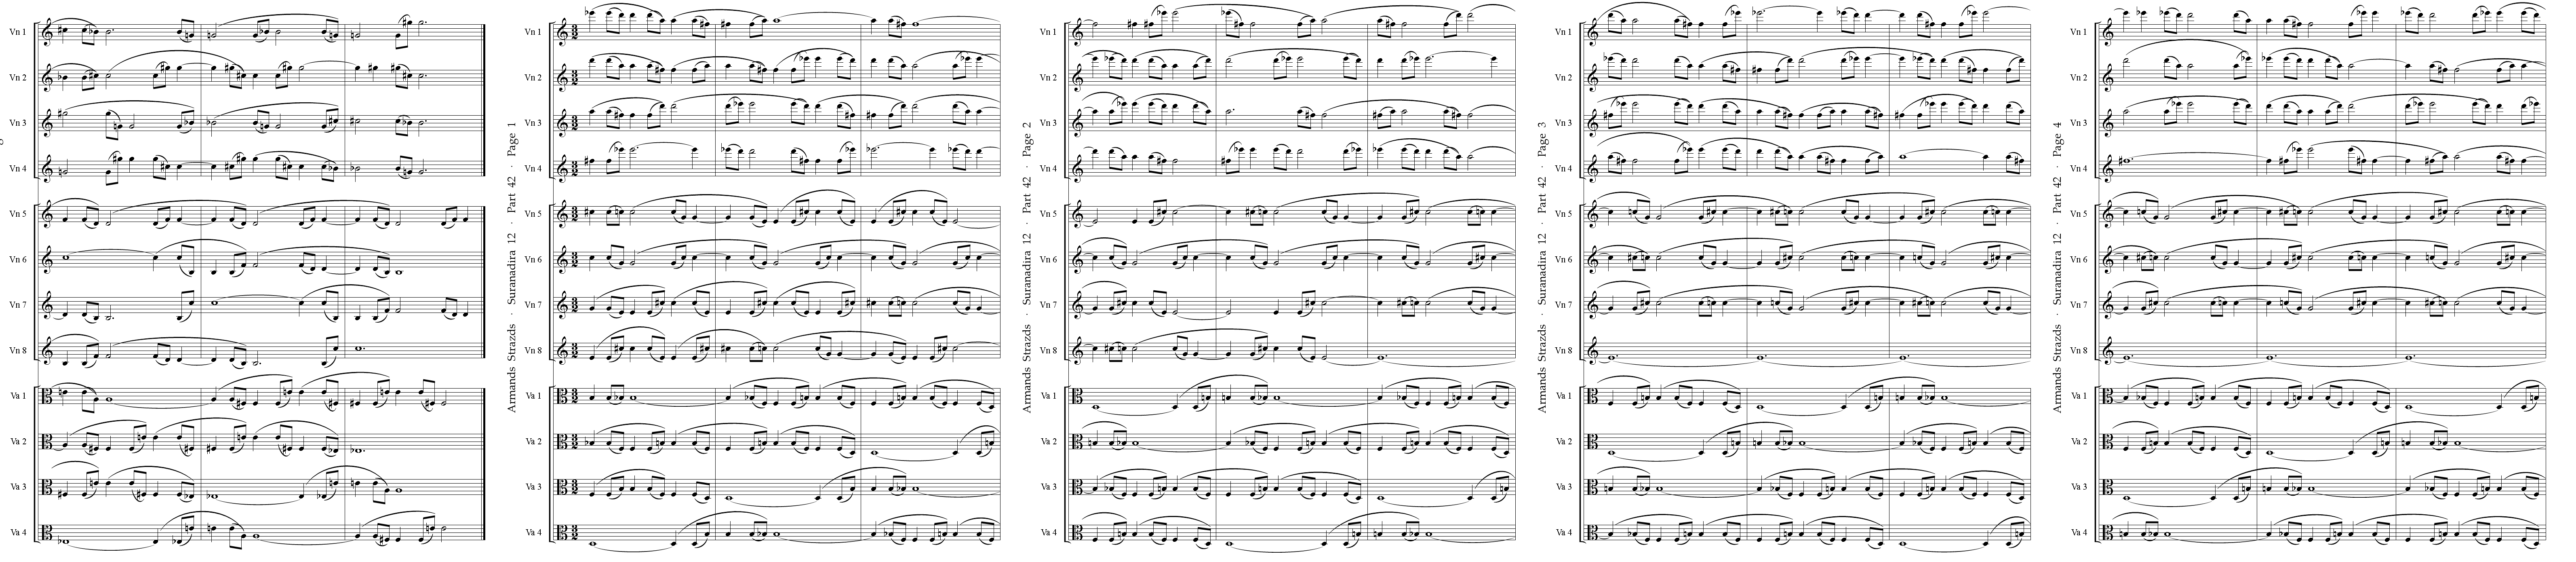 Vn 1
Vn 2
Vn 3
Vn 4
Vn 5
Vn 6
Vn 7
Vn 8
Va 1
Va 2
Va 3
Va 4
Armands Strazds · Suranadira 12 · Part 42 · Page 1
Vn 1
Vn 2
Vn 3
Vn 4
Vn 5
Vn 6
Vn 7
Vn 8
Va 1
Va 2
Va 3
Va 4
Armands Strazds · Suranadira 12 · Part 42 · Page 2
Vn 1
Vn 2
Vn 3
Vn 4
Vn 5
Vn 6
Vn 7
Vn 8
Va 1
Va 2
Va 3
Va 4
Armands Strazds · Suranadira 12 · Part 42 · Page 3
Vn 1
Vn 2
Vn 3
Vn 4
Vn 5
Vn 6
Vn 7
Vn 8
Va 1
Va 2
Va 3
Va 4
Armands Strazds · Suranadira 12 · Part 42 · Page 4
Vn 1
Vn 2
Vn 3
Vn 4
Vn 5
Vn 6
Vn 7
Vn 8
Va 1
Va 2
Va 3
Va 4